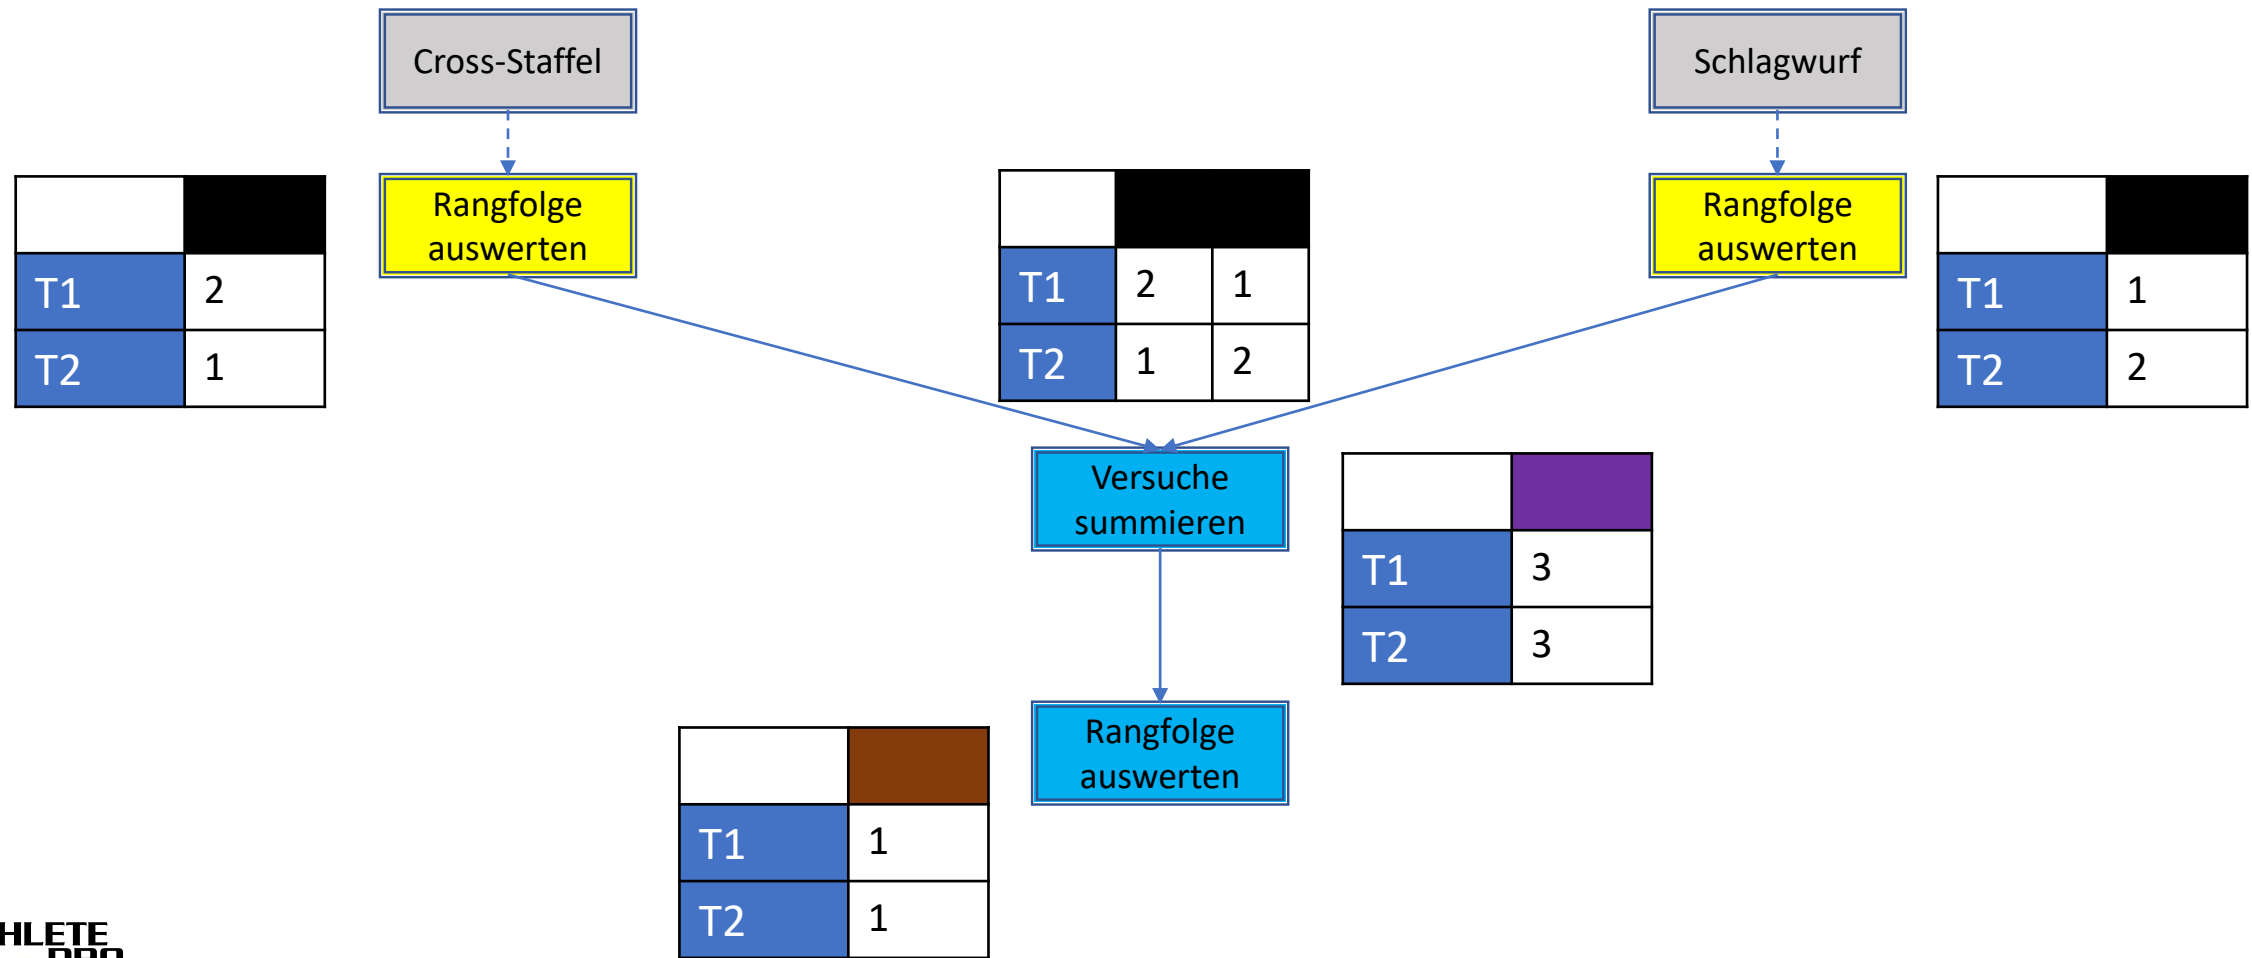 Cross-Staffel
Schlagwurf
Rangfolge
auswerten
Rangfolge
auswerten
T1 2
T2 1
T1 2 1
T2 1 2
T1 1
T2 2
Versuche
summieren
T1 3
T2 3
Rangfolge
auswerten
T1 1
T2 1
HLETE